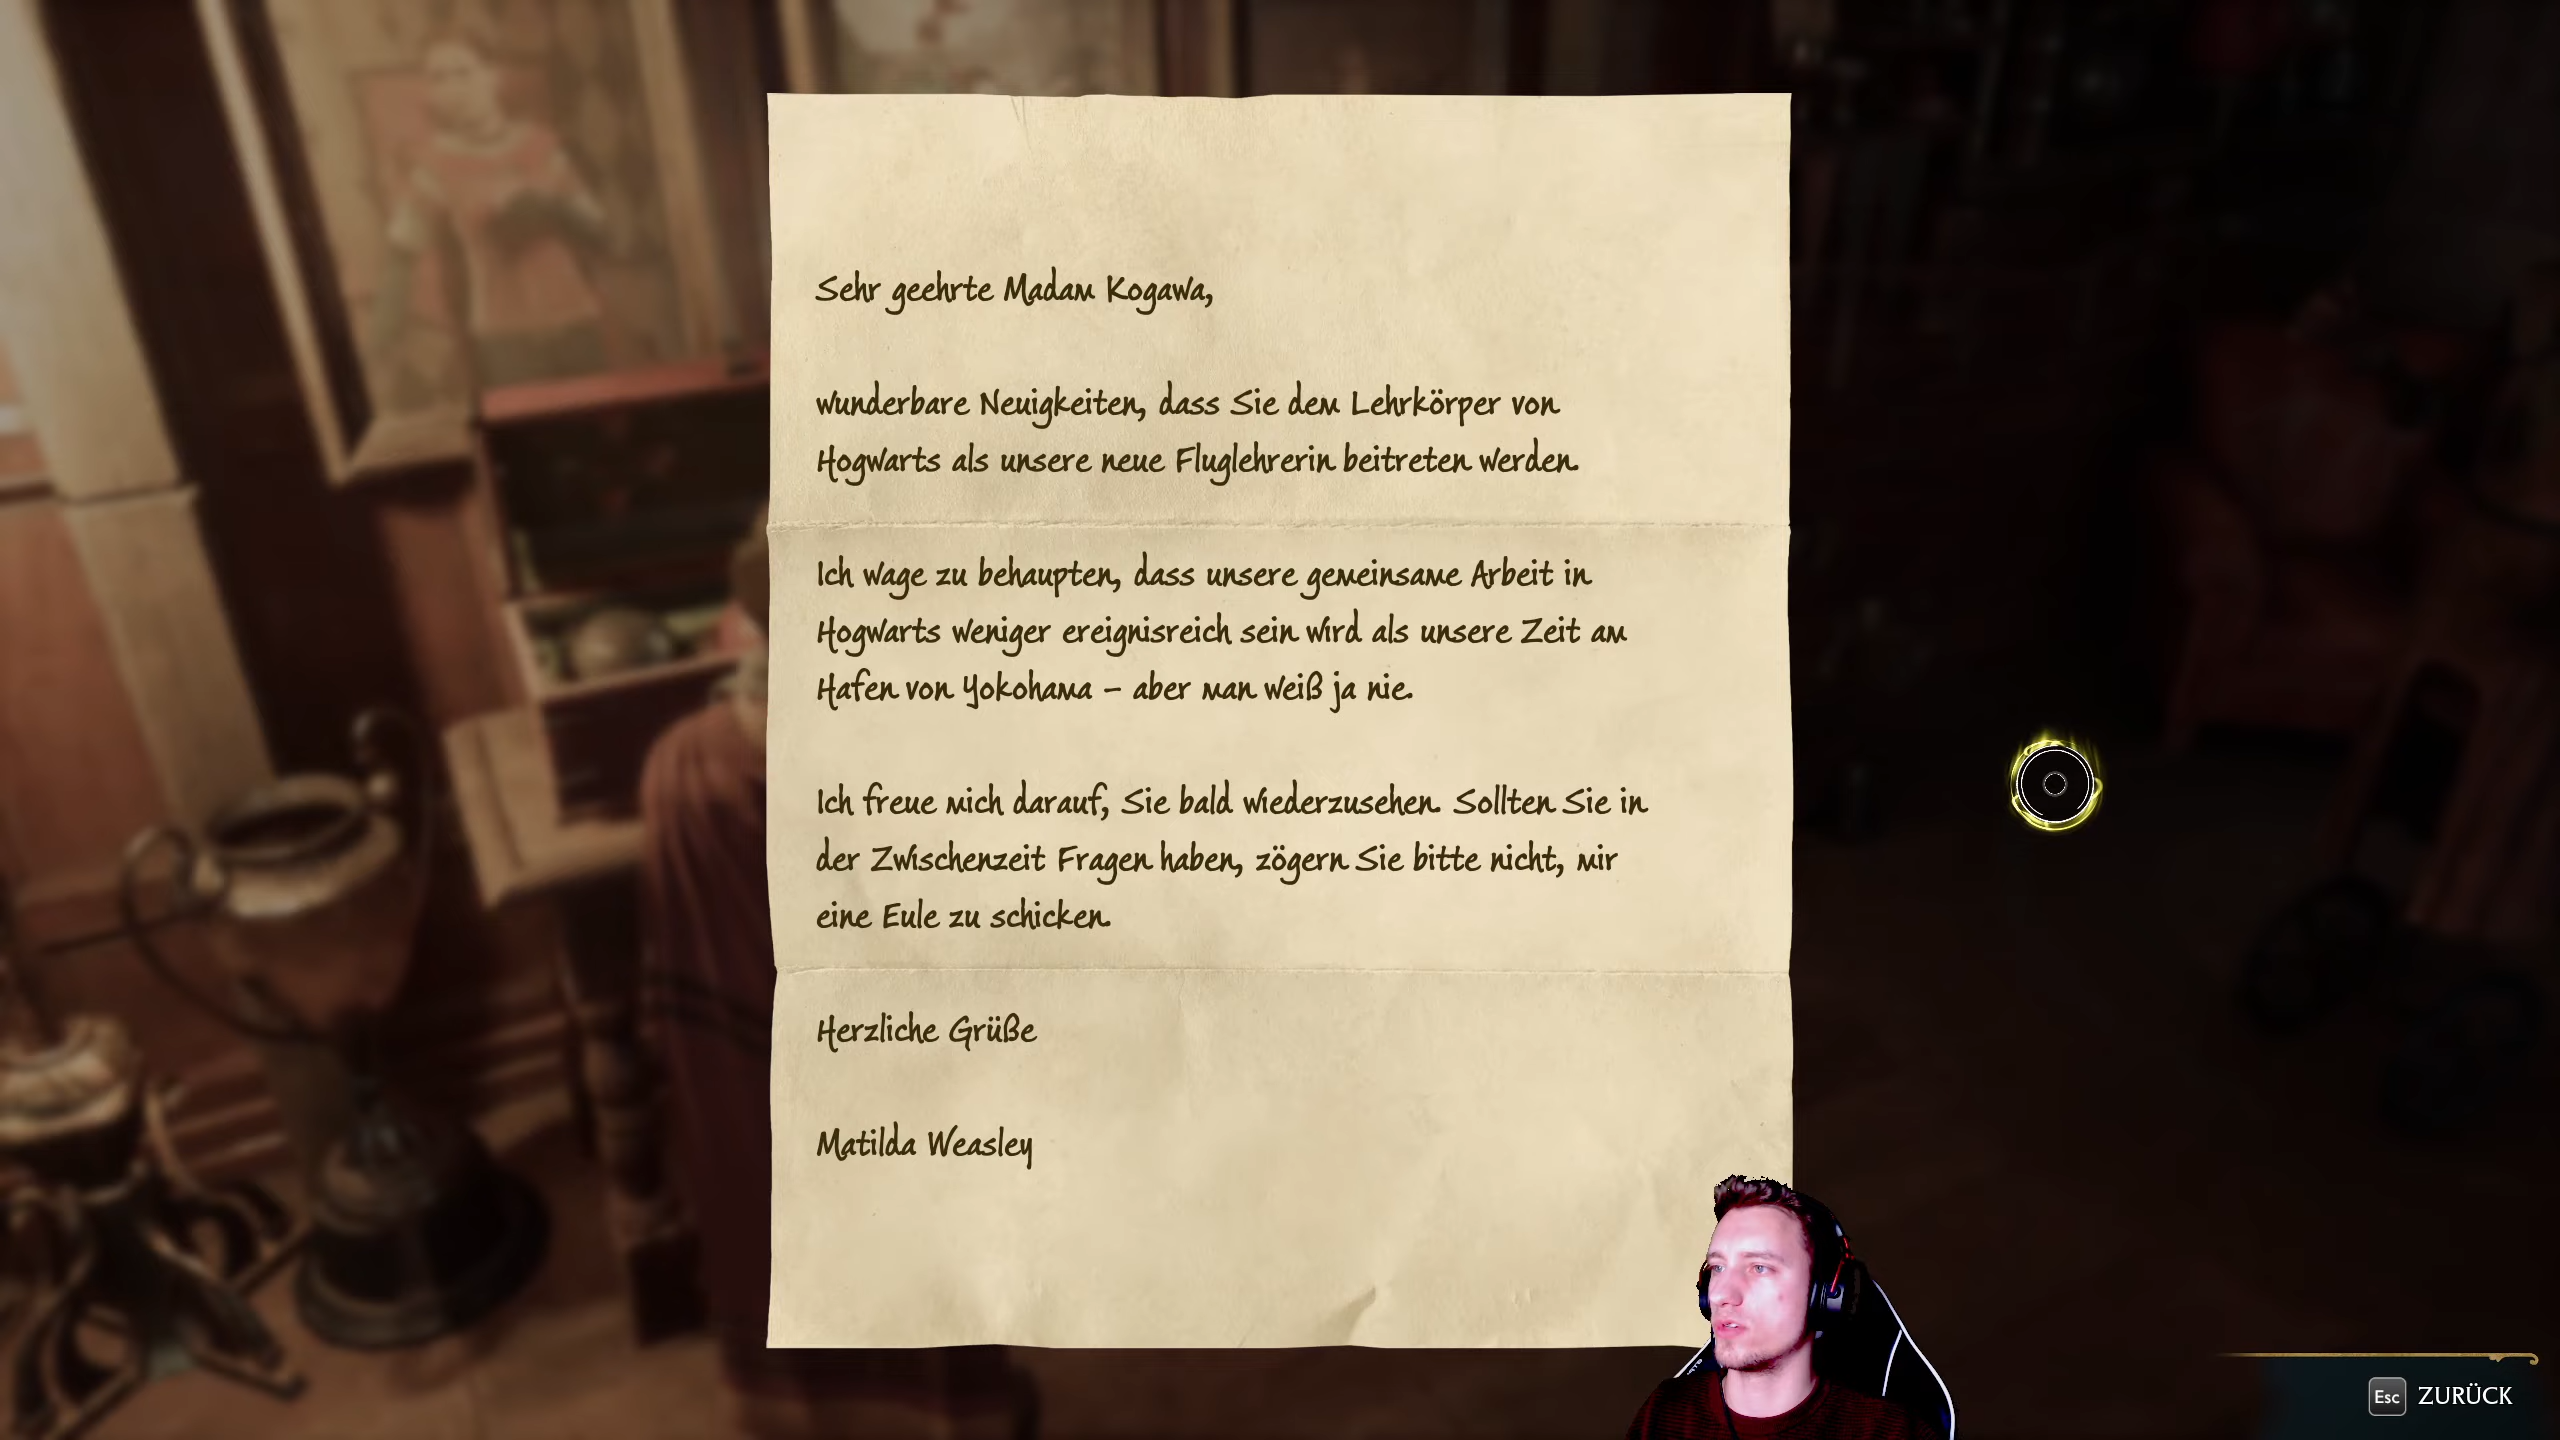 Sehr geehrte Madam Kogawa,
wunderbare Neuigkeiten, dass Sie dem Lehrkörper von
Hogwarts als unsere neue Fluglehrerin beitreten werden.
Ich wage zu behaupten, dass unsere gemeinsame Arbeit in
Hogwarts weniger ereignisreich sein wird als unsere Zeit am
Hafen von Yokohama – aber man weiß ja nie.
Ich freue mich darauf, Sie bald wiederzusehen. Sollten Sie in
der Zwischenzeit Fragen haben, zögern Sie bitte nicht, mir
eine Eule zu schicken.
Herzliche Grüße
Matilda Weasley
Esc ZURÜCK